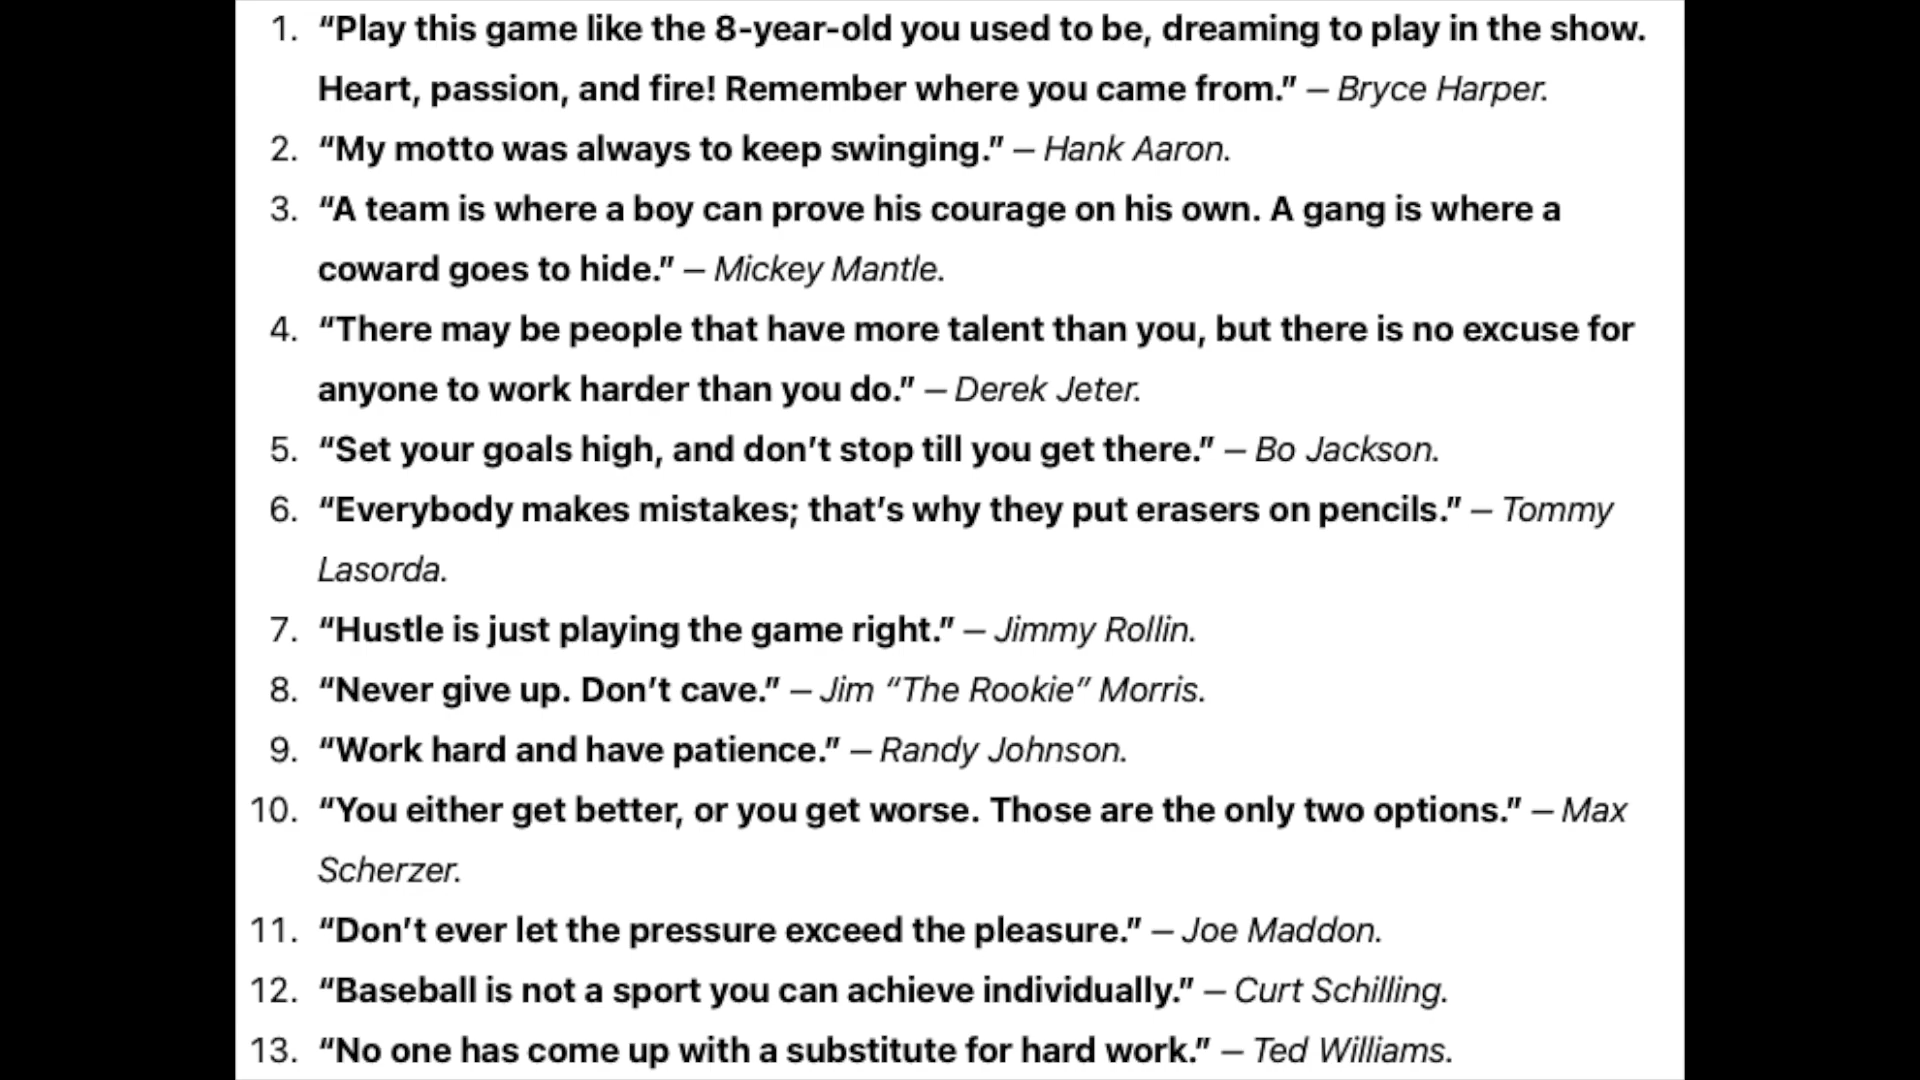 1. “Play this game like the 8-year-old you used to be, dreaming to play in the show.
Heart, passion, and fire! Remember where you came from.” – Bryce Harper.
2. “My motto was always to keep swinging.” – Hank Aaron.
3. “A team is where a boy can prove his courage on his own. A gang is where a
coward goes to hide.” – Mickey Mantle.
4. “There may be people that have more talent than you, but there is no excuse for
anyone to work harder than you do.” – Derek Jeter.
5. “Set your goals high, and don’t stop till you get there.” – Bo Jackson.
6. “Everybody makes mistakes; that’s why they put erasers on pencils.” – Tommy
Lasorda.
7. “Hustle is just playing the game right.” – Jimmy Rollin.
8. “Never give up. Don’t cave.” – Jim “The Rookie” Morris.
9. “Work hard and have patience.” – Randy Johnson.
10. “You either get better, or you get worse. Those are the only two options.” – Max
Scherzer.
11. “Don’t ever let the pressure exceed the pleasure.” – Joe Maddon.
12. “Baseball is not a sport you can achieve individually.” – Curt Schilling.
13. “No one has come up with a substitute for hard work.” – Ted Williams.